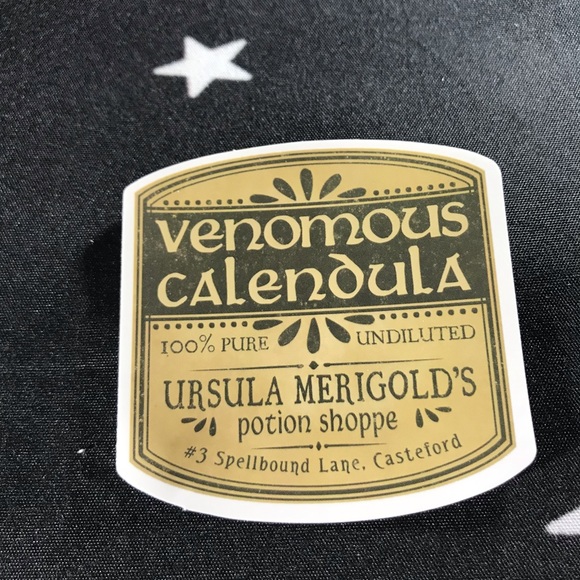 Venomous
Calendula
100% PURE UNDILUTED
URSULA MERIGOLD'S
potion shoppe
#3 Spellbound Lane, Casteford